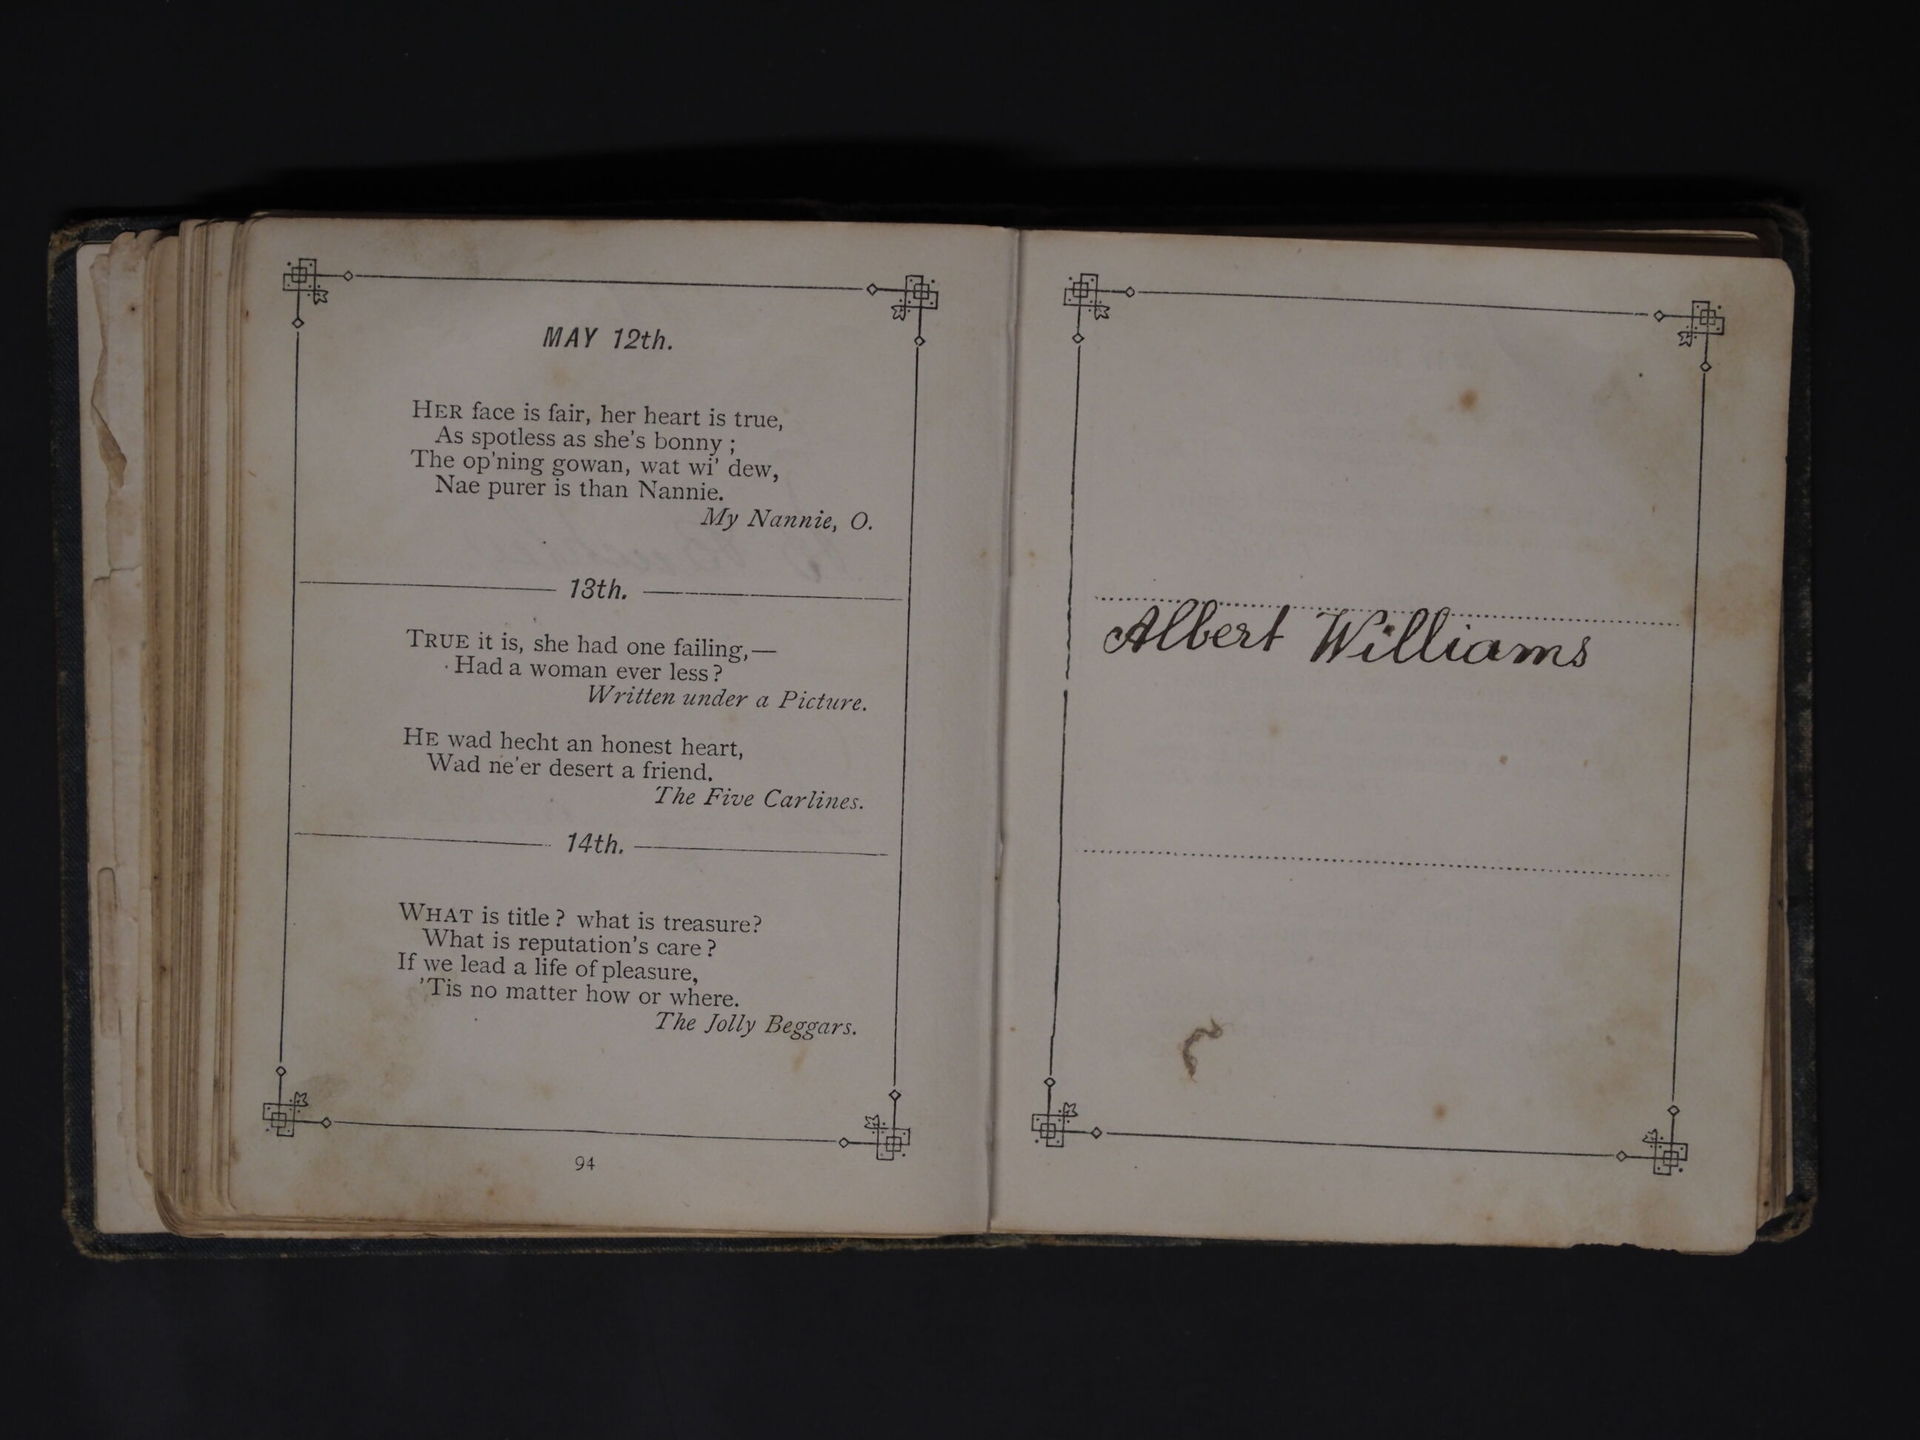 MAY 12th.
HER face is fair, her heart is true,
As spotless as she's bonny ;
The op'ning gowan, wat wi' dew,
Nae purer is than Nannie.
My Nannie, O.
13th.
TRUE it is, she had one failing,—
Had a woman ever less ?
Written under a Picture.
HE wad hecht an honest heart,
Wad ne'er desert a friend.
The Five Carlines.
14th.
WHAT is title ? what is treasure ?
What is reputation's care ?
If we lead a life of pleasure,
'Tis no matter how or where.
The Jolly Beggars.
94
Albert Williams